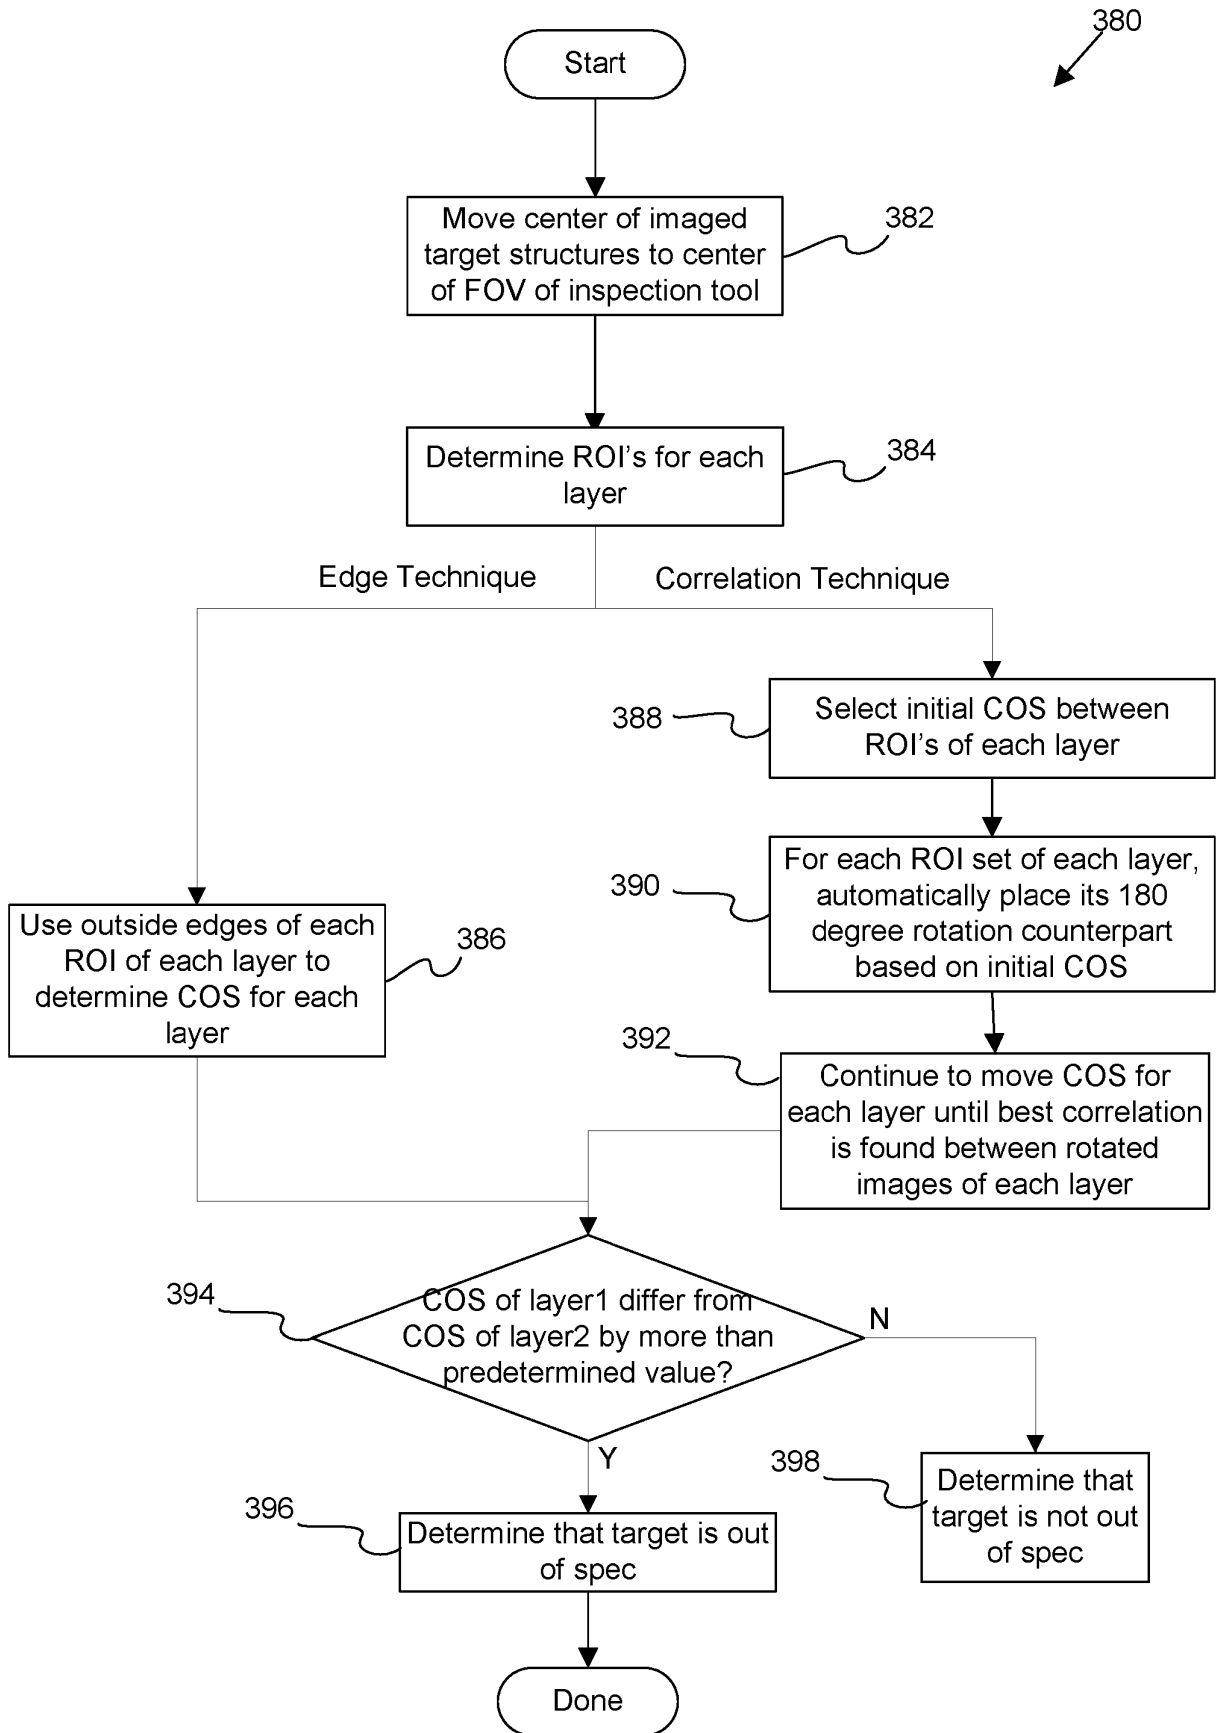 380
Start
Move center of imaged
target structures to center
of FOV of inspection tool
382
Determine ROI's for each
layer
384
Edge Technique
Correlation Technique
388
Select initial COS between
ROI's of each layer
390
For each ROI set of each layer,
automatically place its 180
degree rotation counterpart
based on initial COS
Use outside edges of each
ROI of each layer to
determine COS for each
layer
386
392
Continue to move COS for
each layer until best correlation
is found between rotated
images of each layer
394
COS of layer1 differ from
COS of layer2 by more than
predetermined value?
N
Y
396
Determine that target is out
of spec
398
Determine that
target is not out
of spec
Done